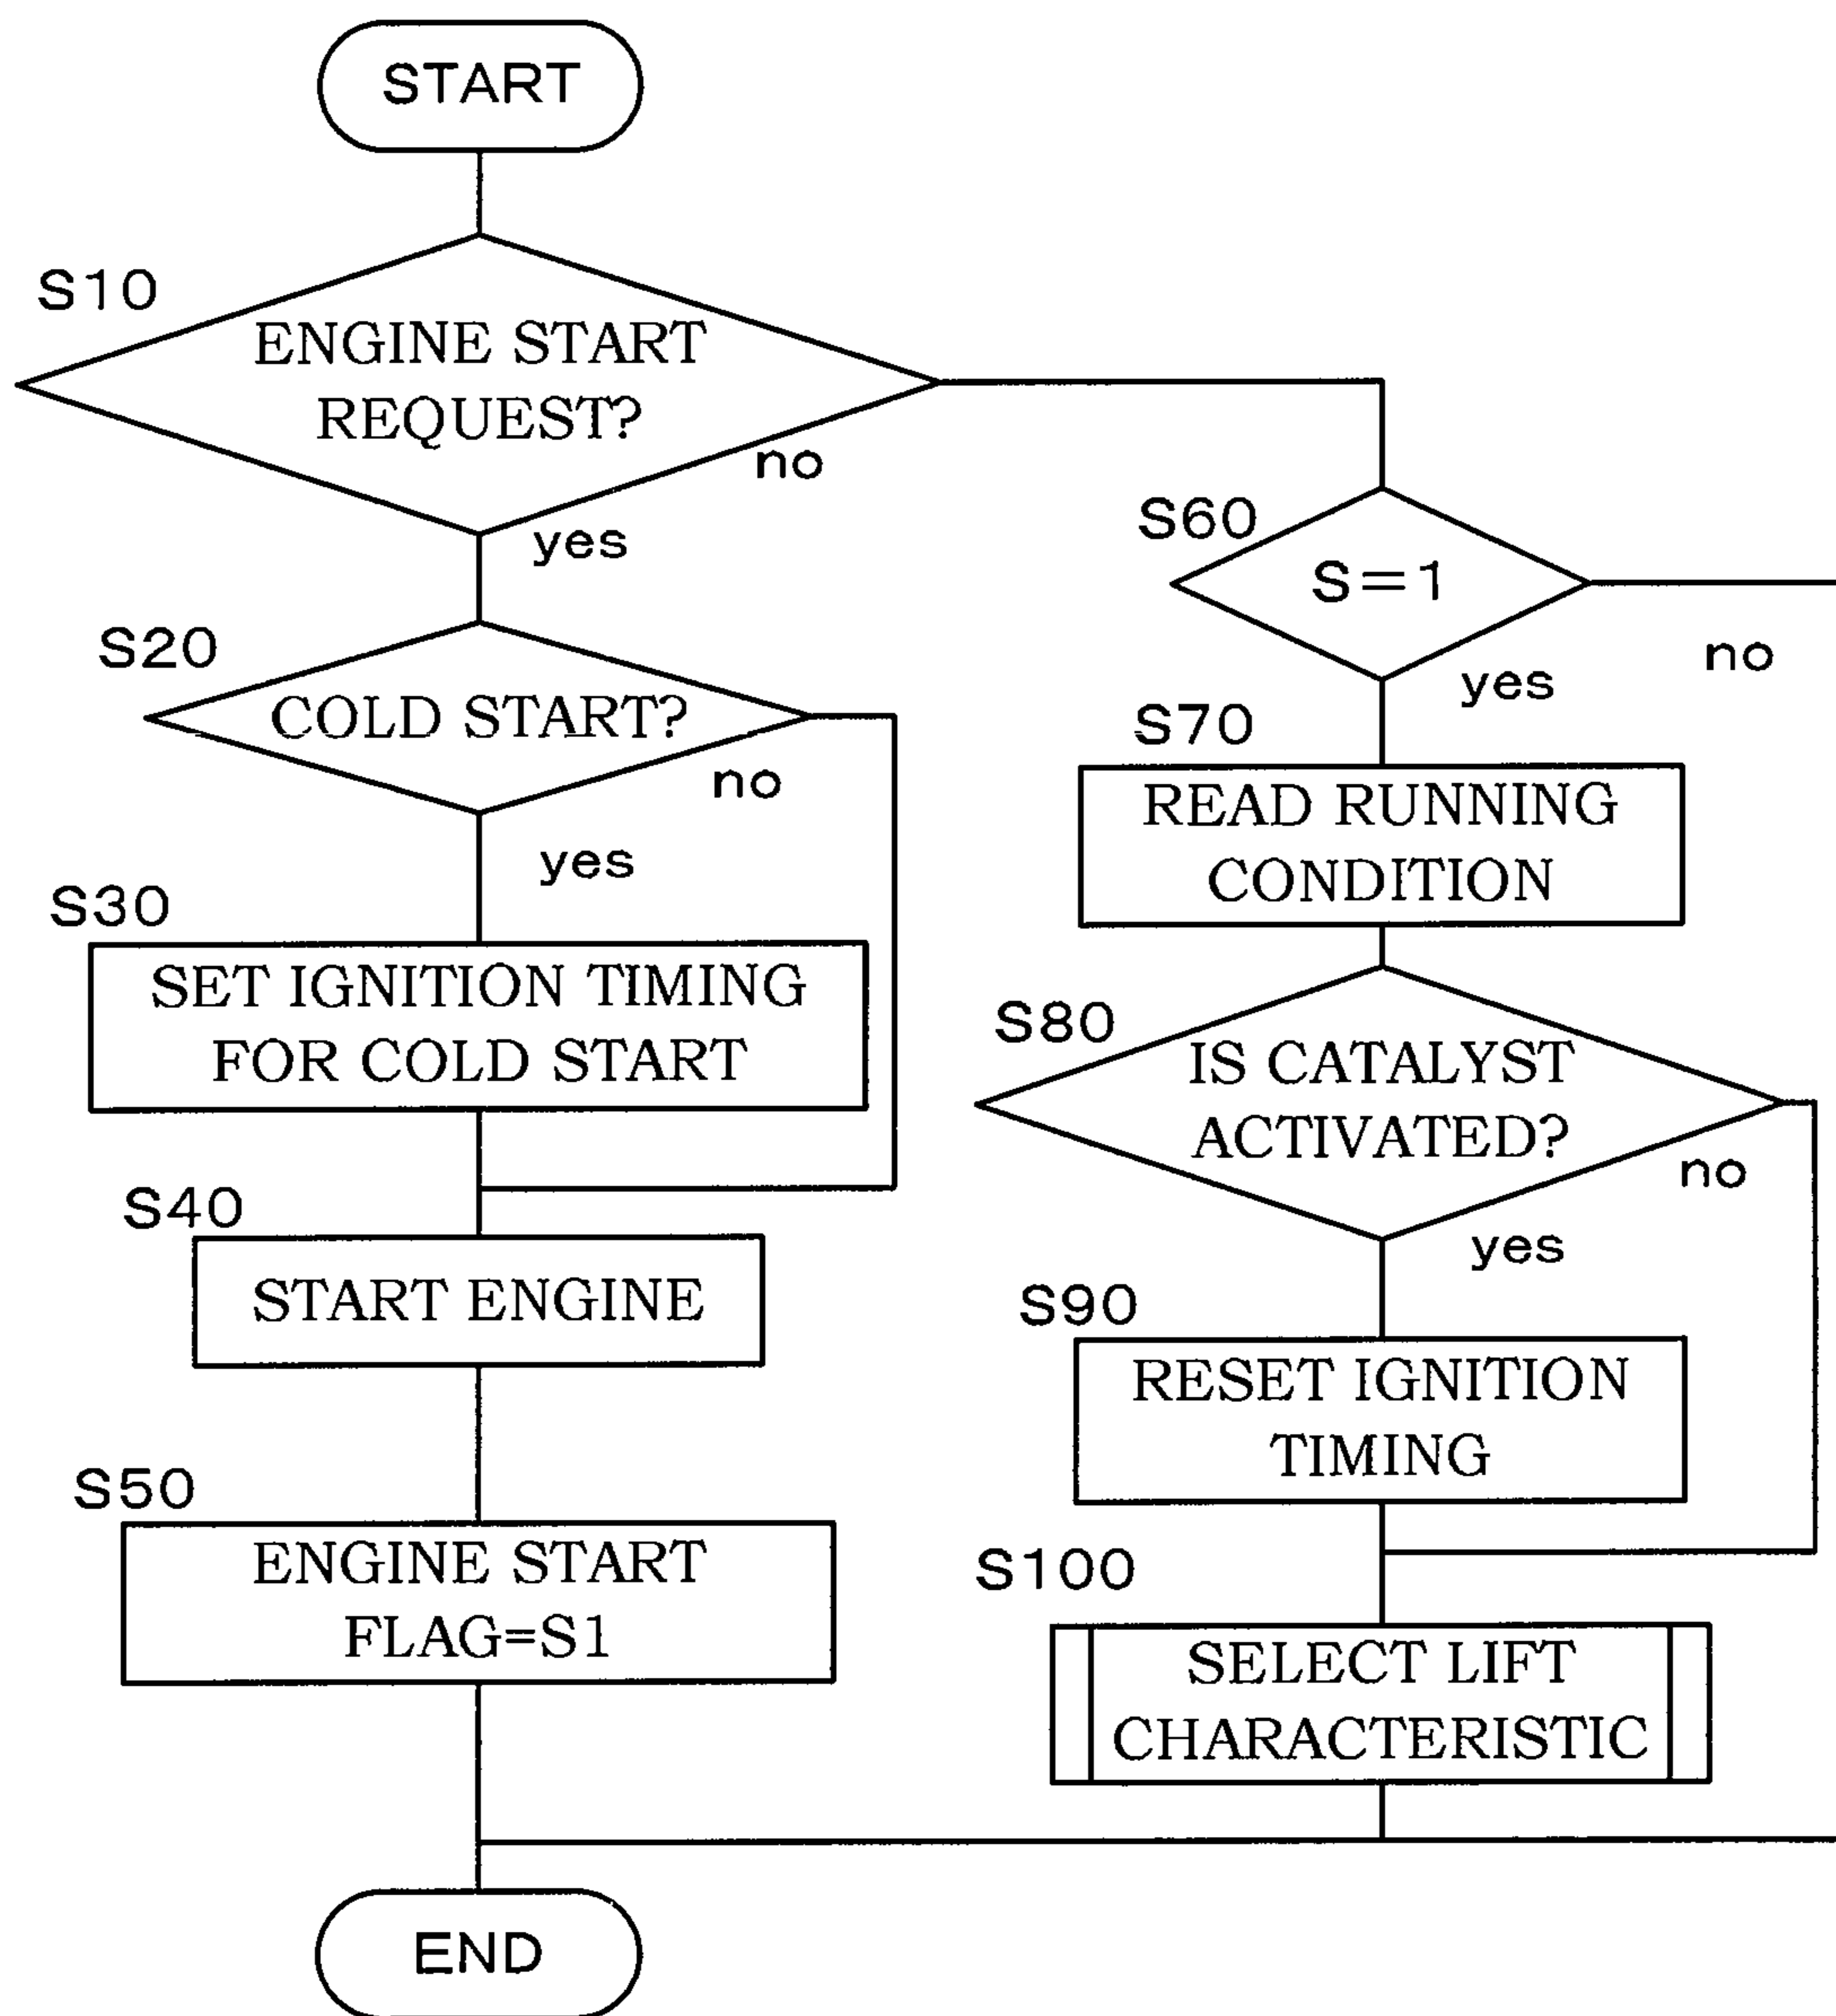 START
S10
ENGINE START
REQUEST?
no
yes
S20
COLD START?
no
yes
S30
SET IGNITION TIMING
FOR COLD START
S40
START ENGINE
S50
ENGINE START
FLAG=S1
S60
S=1
no
yes
S70
READ RUNNING
CONDITION
S80
IS CATALYST
ACTIVATED?
no
yes
S90
RESET IGNITION
TIMING
S100
SELECT LIFT
CHARACTERISTIC
END